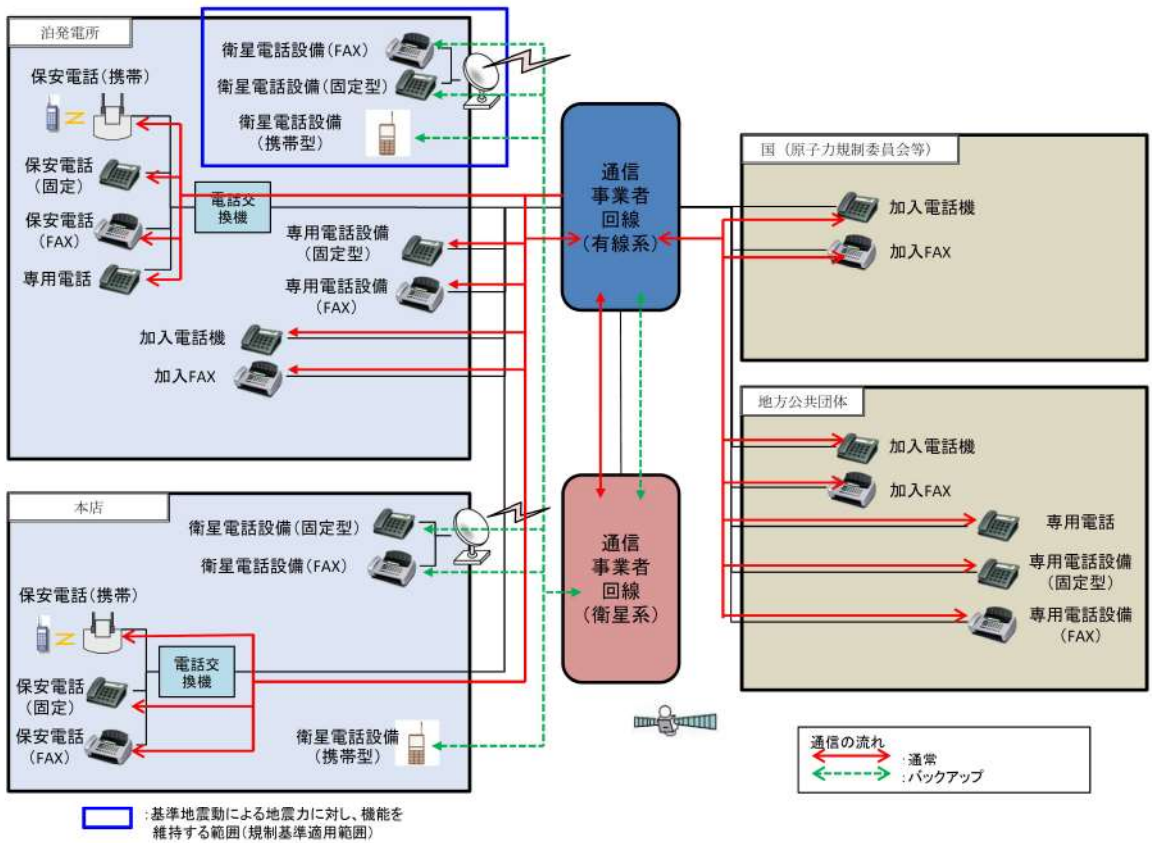 泊発電所
衛星電話設備(FAX)
衛星電話設備(固定型)
衛星電話設備
(携帯型)
保安電話(携帯)
保安電話
(固定)
保安電話
(FAX)
専用電話
電話交
換機
専用電話設備
(固定型)
専用電話設備
(FAX)
加入電話機
加入FAX
通信
事業者
回線
(有線系)
国(原子力規制委員会等)
加入電話機
加入FAX
地方公共団体
加入電話機
加入FAX
専用電話
専用電話設備
(固定型)
専用電話設備
(FAX)
本店
衛星電話設備(固定型)
衛星電話設備(FAX)
保安電話(携帯)
電話交
換機
保安電話
(固定)
保安電話
(FAX)
衛星電話設備
(携帯型)
通信
事業者
回線
(衛星系)
通信の流れ
:通常
:バックアップ
:基準地震動による地震力に対し、機能を
維持する範囲(規制基準適用範囲)